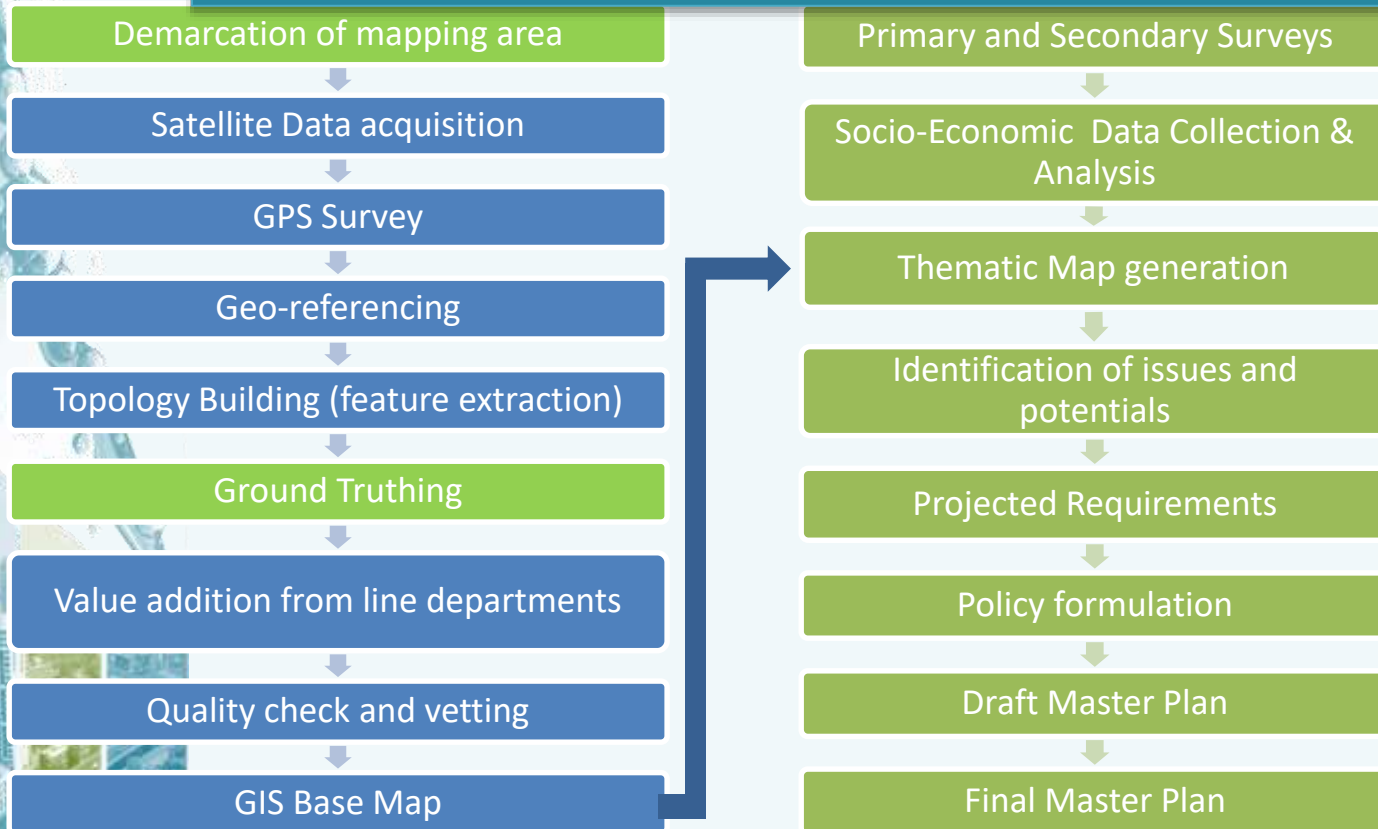 Demarcation of mapping area
Satellite Data acquisition
GPS Survey
Geo-referencing
Topology Building (feature extraction)
Ground Truthing
Value addition from line departments
Quality check and vetting
GIS Base Map
Primary and Secondary Surveys
Socio-Economic Data Collection &
Analysis
Thematic Map generation
Identification of issues and
potentials
Projected Requirements
Policy formulation
Draft Master Plan
Final Master Plan